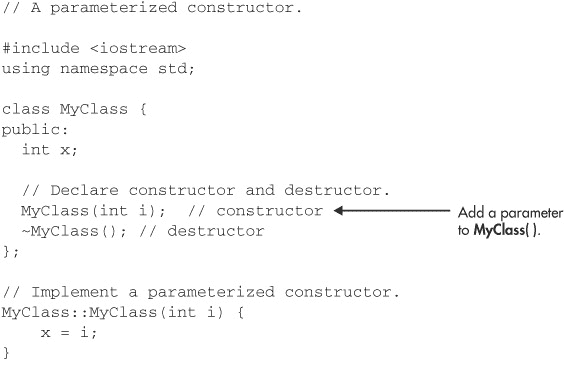 // A parameterized constructor.
#include <iostream>
using namespace std;
class MyClass {
public:
  int x;
  // Declare constructor and destructor.
  MyClass(int i);  // constructor
  ~MyClass(); // destructor
Add a parameter
to MyClass( ).
};
// Implement a parameterized constructor.
MyClass::MyClass(int i) {
    x = i;
}